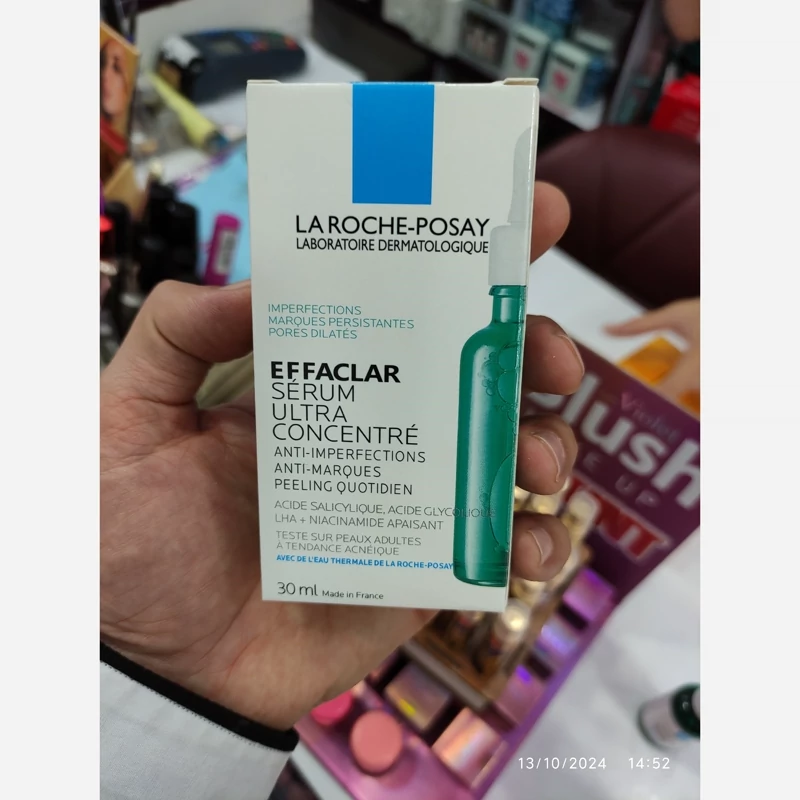 LA ROCHE-POSAY
LABORATOIRE DERMATOLOGIQUE
IMPERFECTIONS
MARQUES PERSISTANTES
PORES DILATÉS
EFFACLAR
SÉRUM
ULTRA
CONCENTRÉ
ANTI-IMPERFECTIONS
ANTI-MARQUES
PEELING QUOTIDIEN
ACIDE SALICYLIQUE, ACIDE GLYCOLIQUE
LHA + NIACINAMIDE APAISANT
TESTE SUR PEAUX ADULTES
À TENDANCE ACNÉIQUE
AVEC DE L'EAU THERMALE DE LA ROCHE-POSAY
30 ml Made in France
Violet
UP
13/10/2024 14:52